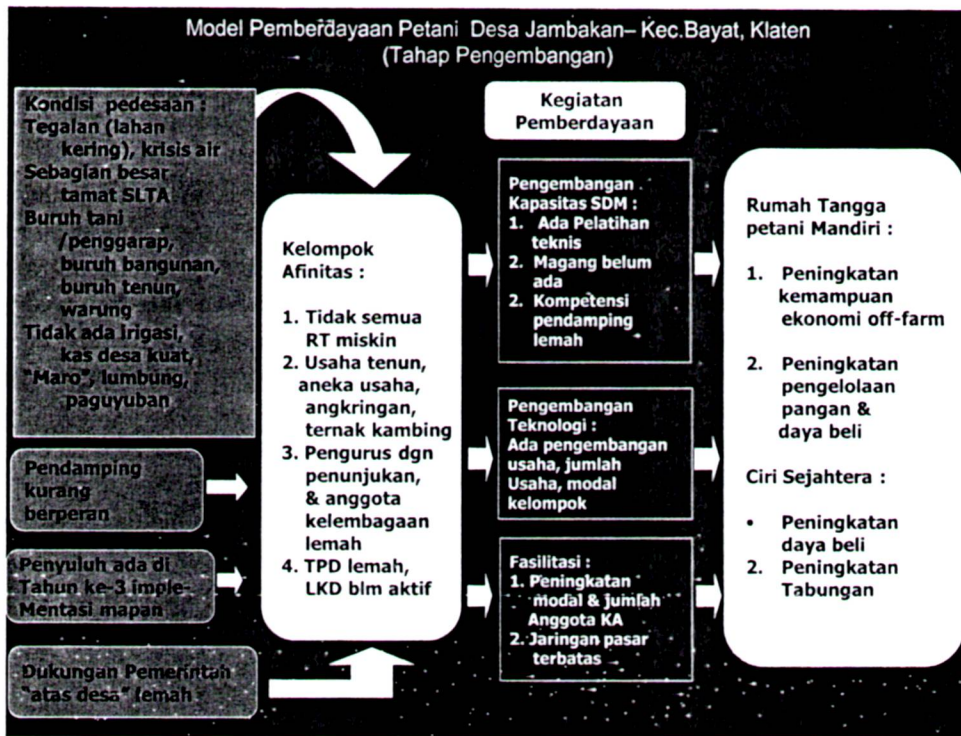 Model Pemberdayaan Petani Desa Jambakan– Kec.Bayat, Klaten
(Tahap Pengembangan)
Kondisi pedesaan :
Tegalan (lahan
kering), krisis air
Sebagian besar
tamat SLTA
Buruh tani
/penggarap,
buruh bangunan,
buruh tenun,
warung
Tidak ada irigasi,
kas desa kuat,
"Maro", lumbung,
paguyuban
Pendamping
kurang
berperan
Penyuluh ada di
Tahun ke-3 imple-
Mentasi mapan
Dukungan Pemerintah
"atas desa" lemah
Kelompok
Afinitas :
1. Tidak semua
RT miskin
2. Usaha tenun,
aneka usaha,
angkringan,
ternak kambing
3. Pengurus dgn
penunjukan,
& anggota
kelembagaan
lemah
4. TPD lemah,
LKD blm aktif
Kegiatan
Pemberdayaan
Pengembangan
Kapasitas SDM :
1. Ada Pelatihan
teknis
2. Magang belum
ada
2. Kompetensi
pendamping
lemah
Pengembangan
Teknologi :
Ada pengembangan
usaha, jumlah
Usaha, modal
kelompok
Fasilitasi :
1. Peningkatan
modal & jumlah
Anggota KA
2. Jaringan pasar
terbatas
Rumah Tangga
petani Mandiri :
1. Peningkatan
kemampuan
ekonomi off-farm
2. Peningkatan
pengelolaan
pangan &
daya beli
Ciri Sejahtera :
• Peningkatan
daya beli
2. Peningkatan
Tabungan